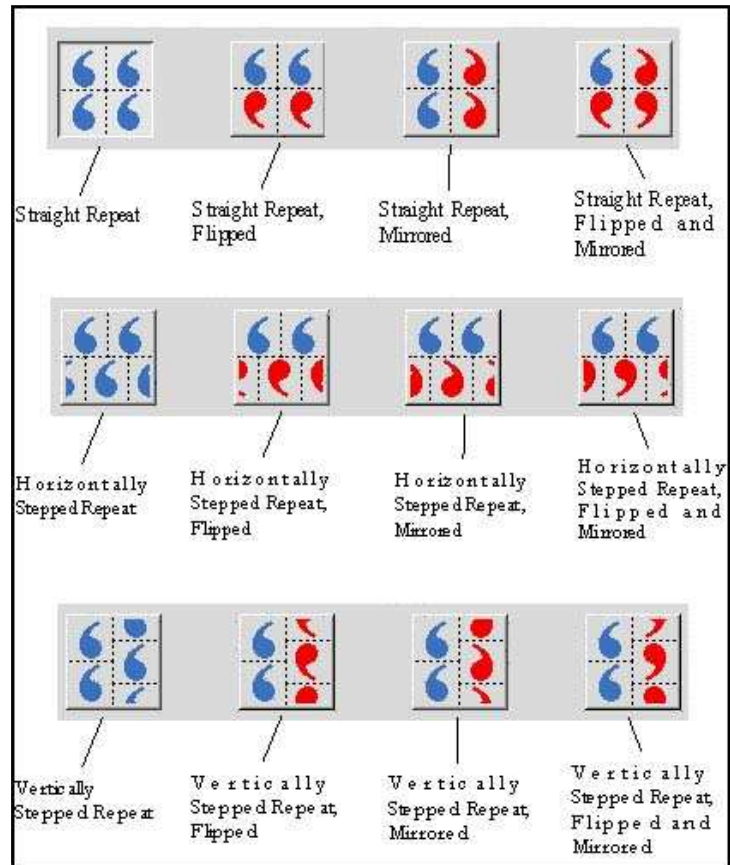 Straight Repeat
Straight Repeat,
Flipped
Straight Repeat,
Mirrored
Straight Repeat,
Flipped and
Mirrored
Horizontally
Stepped Repeat
Horizontally
Stepped Repeat,
Flipped
Horizontally
Stepped Repeat,
Mirrored
Horizontally
Stepped Repeat,
Flipped and
Mirrored
Vertically
Stepped Repeat
Vertically
Stepped Repeat,
Flipped
Vertically
Stepped Repeat,
Mirrored
Vertically
Stepped Repeat,
Flipped and
Mirrored